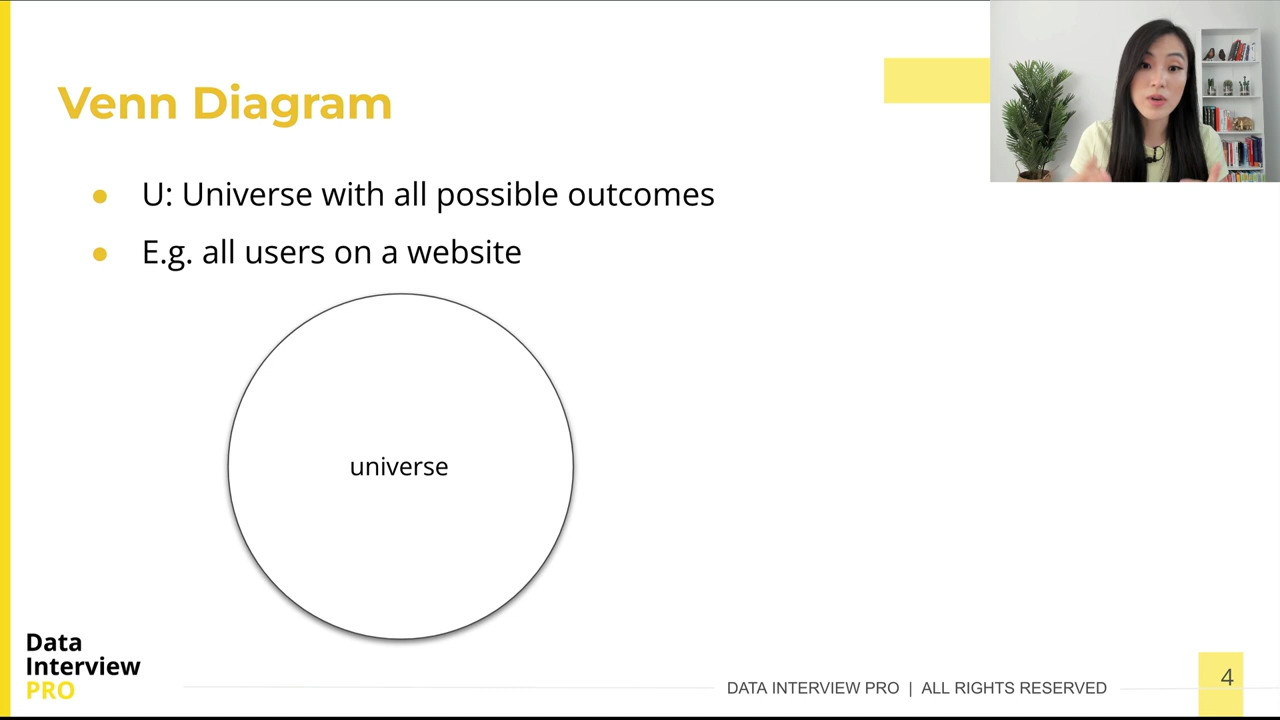 Venn Diagram
● U: Universe with all possible outcomes
● E.g. all users on a website
universe
Data
Interview
PRO
DATA INTERVIEW PRO | ALL RIGHTS RESERVED
4